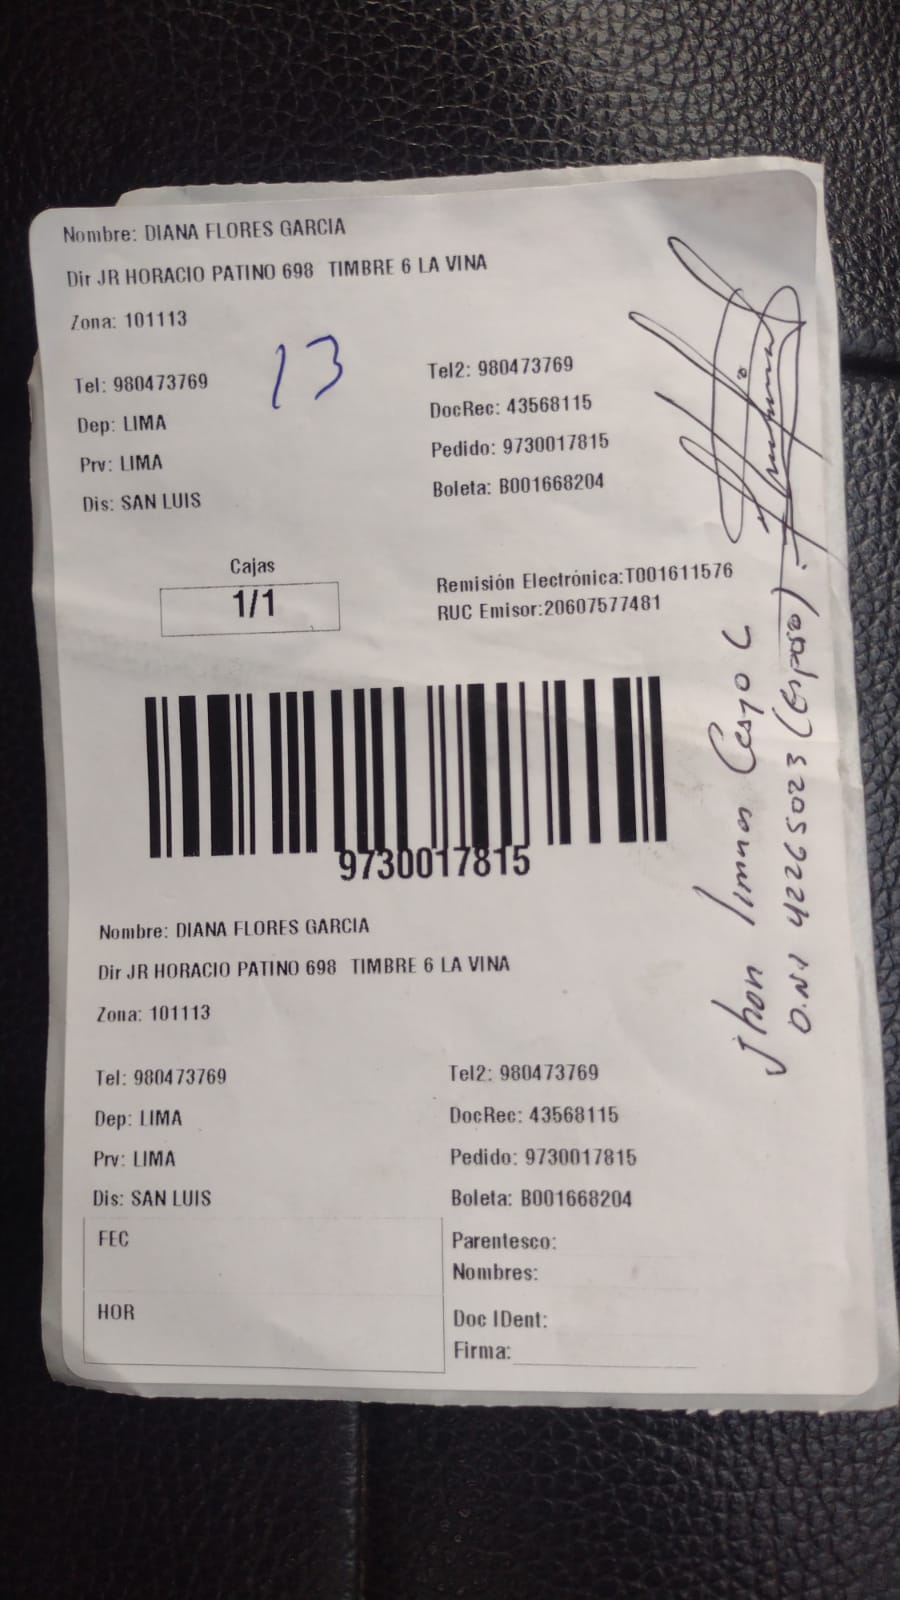 Nombre: DIANA FLORES GARCIA
Dir JR HORACIO PATINO 698 TIMBRE 6 LA VINA
Zona: 101113
13
Tel: 980473769
Tel2: 980473769
Dep: LIMA
DocRec: 43568115
Prv: LIMA
Pedido: 9730017815
Dis: SAN LUIS
Boleta: B001668204
Cajas
1/1
Remisión Electrónica:T001611576
RUC Emisor:20607577481
9730017815
Jhon
D.N.I 42265023 (Esposo)
Nombre: DIANA FLORES GARCIA
Dir JR HORACIO PATINO 698 TIMBRE 6 LA VINA
Zona: 101113
Tel: 980473769
Tel2: 980473769
Dep: LIMA
DocRec: 43568115
Prv: LIMA
Pedido: 9730017815
Dis: SAN LUIS
Boleta: B001668204
FEC
Parentesco:
Nombres:
HOR
Doc IDent:
Firma: